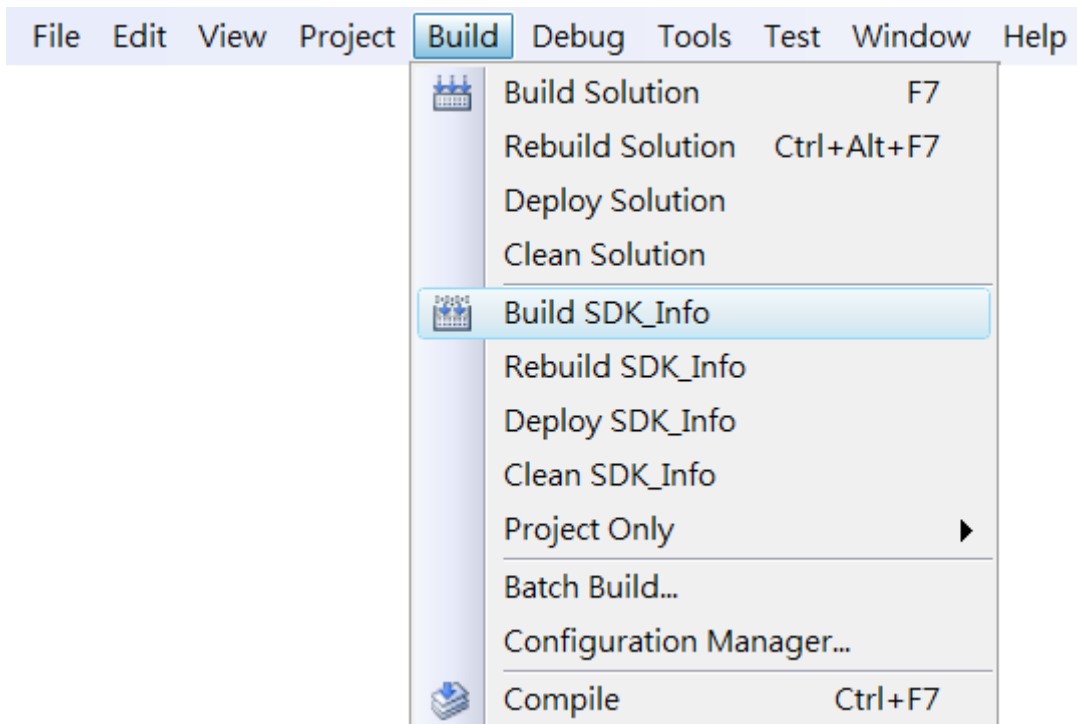 File Edit View Project Build Debug Tools Test Window Help
Build Solution F7
Rebuild Solution Ctrl+Alt+F7
Deploy Solution
Clean Solution
Build SDK_Info
Rebuild SDK_Info
Deploy SDK_Info
Clean SDK_Info
Project Only
Batch Build...
Configuration Manager...
Compile Ctrl+F7